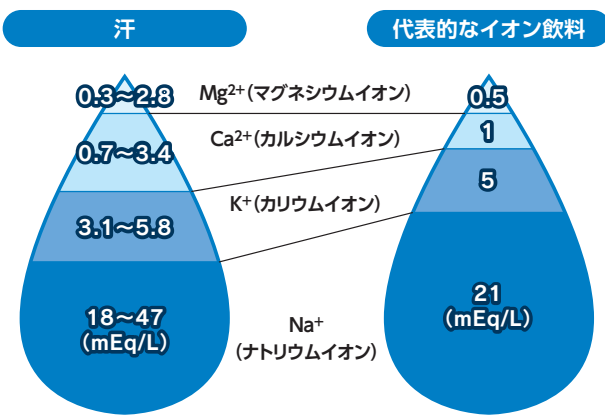 汗
代表的なイオン飲料
0.3~2.8
Mg2+(マグネシウムイオン)
0.5
0.7~3.4
Ca2+(カルシウムイオン)
1
3.1~5.8
K+(カリウムイオン)
5
18~47
(mEq/L)
Na+
(ナトリウムイオン)
21
(mEq/L)